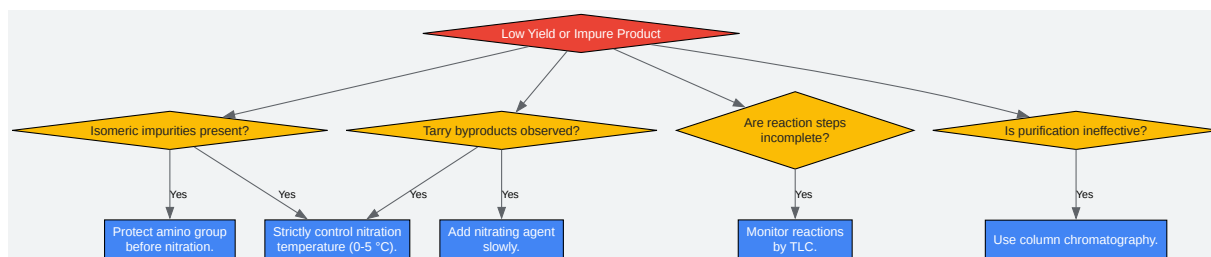 Low Yield or Impure Product
Isomeric impurities present?
Tarry byproducts observed?
Are reaction steps
incomplete?
Is purification ineffective?
Yes
Yes
Yes
Yes
Yes
Yes
Protect amino group
before nitration.
Strictly control nitration
temperature (0-5 °C).
Add nitrating agent
slowly.
Monitor reactions
by TLC.
Use column chromatography.